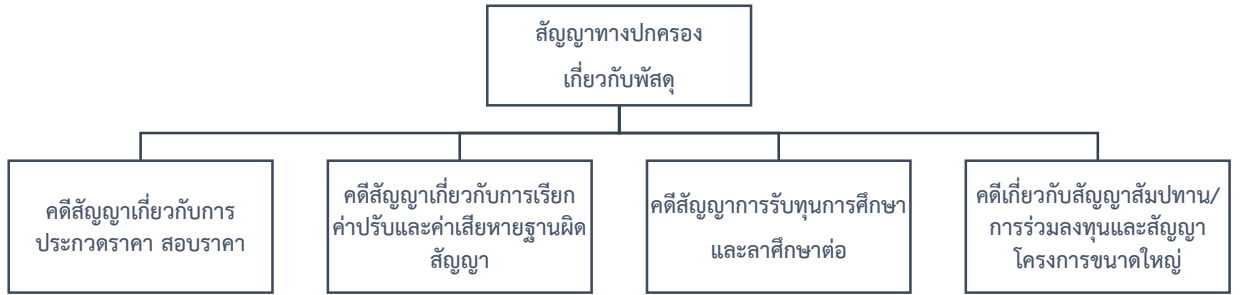 สัญญาทางปกครอง
เกี่ยวกับพัสดุ
คดีสัญญาเกี่ยวกับการ
ประกวดราคา สอบราคา
คดีสัญญาเกี่ยวกับการเรียก
ค่าปรับและค่าเสียหายฐานผิด
สัญญา
คดีสัญญาการรับทุนการศึกษา
และลาศึกษาต่อ
คดีเกี่ยวกับสัญญาสัมปทาน/
การร่วมลงทุนและสัญญา
โครงการขนาดใหญ่